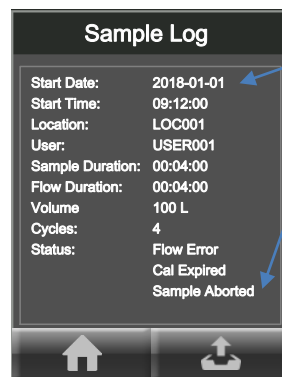 Sample Log
Start Date: 2018-01-01
Start Time: 09:12:00
Location: LOC001
User: USER001
Sample Duration: 00:04:00
Flow Duration: 00:04:00
Volume 100 L
Cycles: 4
Status: Flow Error
Cal Expired
Sample Aborted